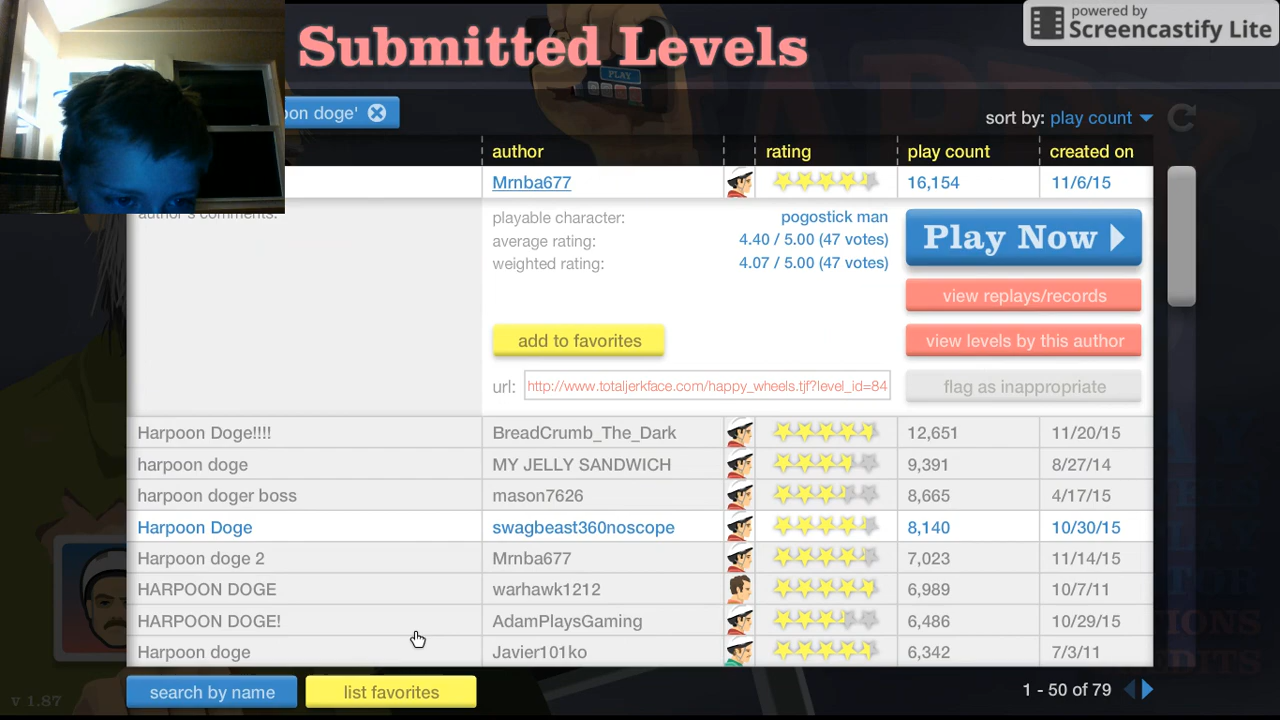 powered by
Screencastify Lite
Submitted Levels
PLAY
oon doge'
sort by: play count
author rating play count created on
Mrnba677 16,154 11/6/15
author's comments:
playable character: pogostick man
average rating: 4.40 / 5.00 (47 votes)
weighted rating: 4.07 / 5.00 (47 votes)
Play Now
view replays/records
add to favorites
view levels by this author
url: http://www.totaljerkface.com/happy_wheels.tjf?level_id=84
flag as inappropriate
Harpoon Doge!!!! BreadCrumb_The_Dark 12,651 11/20/15
harpoon doge MY JELLY SANDWICH 9,391 8/27/14
harpoon doger boss mason7626 8,665 4/17/15
Harpoon Doge swagbeast360noscope 8,140 10/30/15
Harpoon doge 2 Mrnba677 7,023 11/14/15
HARPOON DOGE warhawk1212 6,989 10/7/11
HARPOON DOGE! AdamPlaysGaming 6,486 10/29/15
Harpoon doge Javier101ko 6,342 7/3/11
search by name
list favorites
1 - 50 of 79
v 1.87